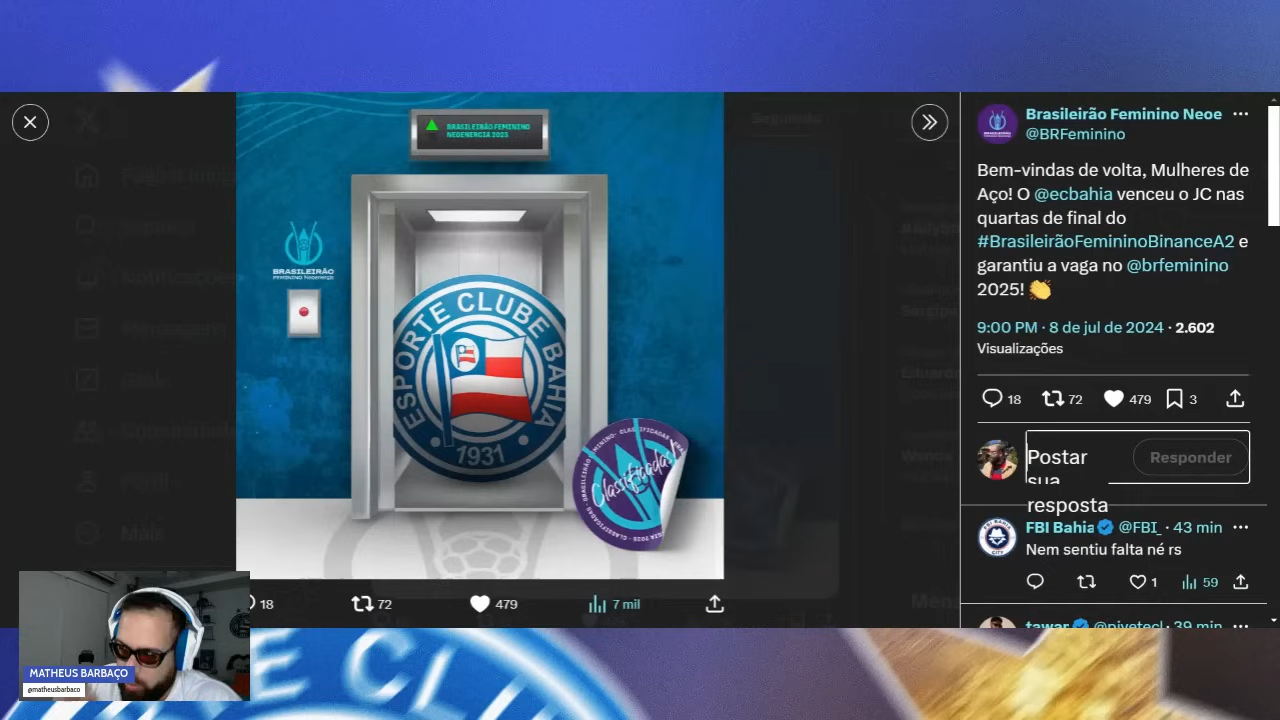 BRASILEIRÃO FEMININO
NEOENERGIA 2025
BRASILEIRÃO
FEMININO Neoenergia
ESPORTE CLUBE BAHIA
1931
Classificadas!
18
72
479
7 mil
Brasileirão Feminino Neoe
@BRFeminino
Bem-vindas de volta, Mulheres de
Aço! O @ecbahia venceu o JC nas
quartas de final do
#BrasileirãoFemininoBinanceA2 e
garantiu a vaga no @brfeminino
2025! 👏
9:00 PM · 8 de jul de 2024 · 2.602
Visualizações
18
72
479
3
Postar
sua
resposta
Responder
FBI Bahia @FBI_ · 43 min
Nem sentiu falta né rs
1
59
tawar @pivetecl · 39 min
MATHEUS BARBAÇO
@matheusbarbaco